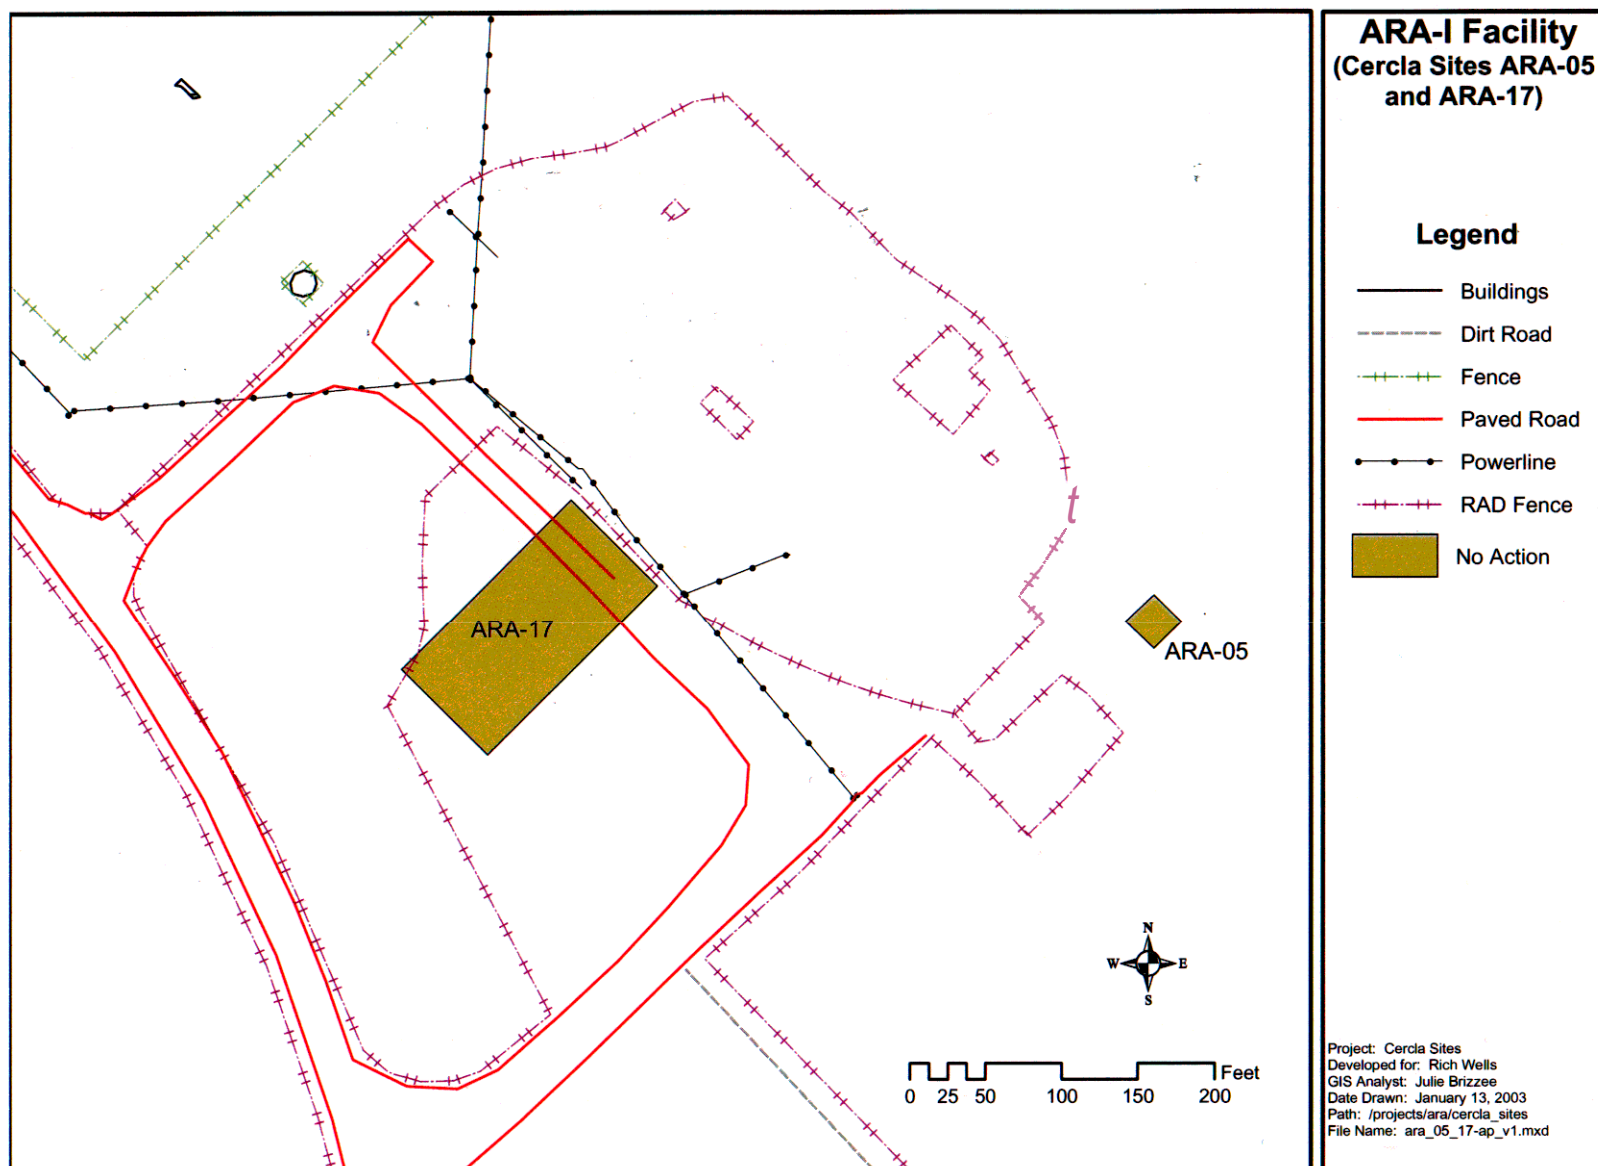 ARA-I Facility
(Cercla Sites ARA-05
and ARA-17)
Legend
Buildings
Dirt Road
Fence
Paved Road
Powerline
RAD Fence
No Action
t
ARA-17
ARA-05
N
W E
S
Feet
0 25 50 100 150 200
Project: Cercla Sites
Developed for: Rich Wells
GIS Analyst: Julie Brizzee
Date Drawn: January 13, 2003
Path: /projects/ara/cercla_sites
File Name: ara_05_17-ap_v1.mxd